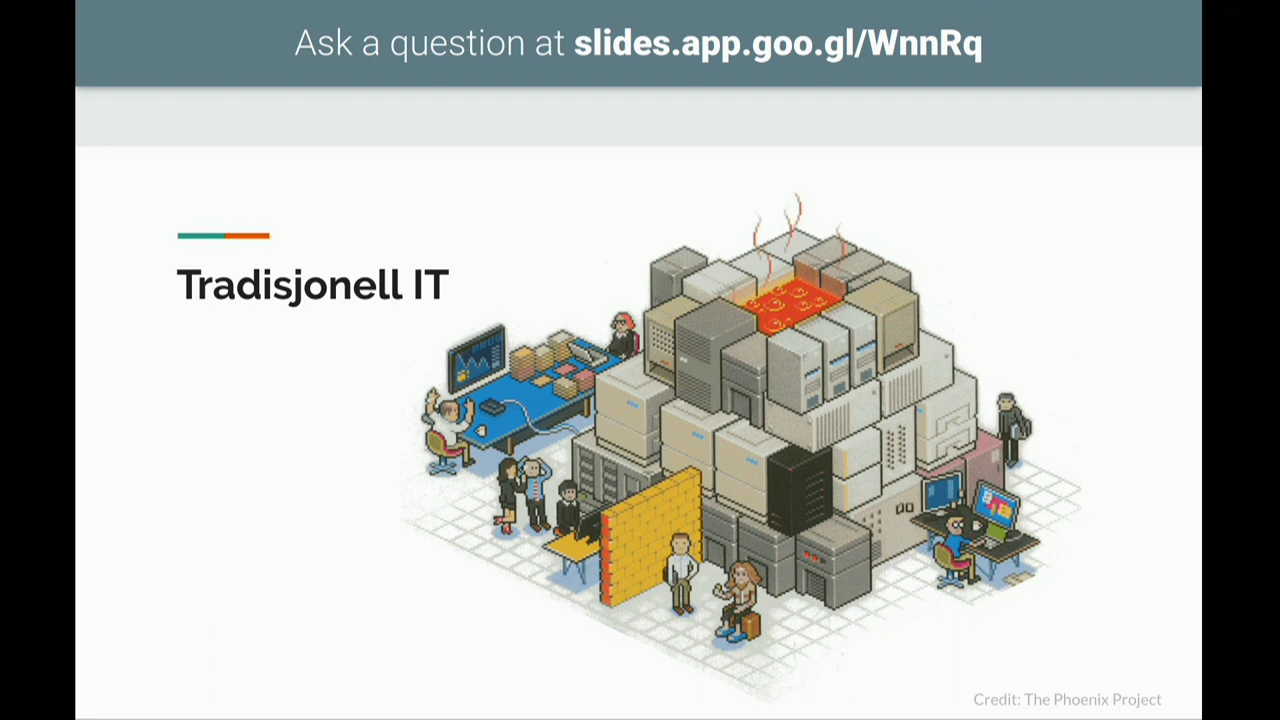 Ask a question at slides.app.goo.gl/WnnRq
Tradisjonell IT
Credit: The Phoenix Project